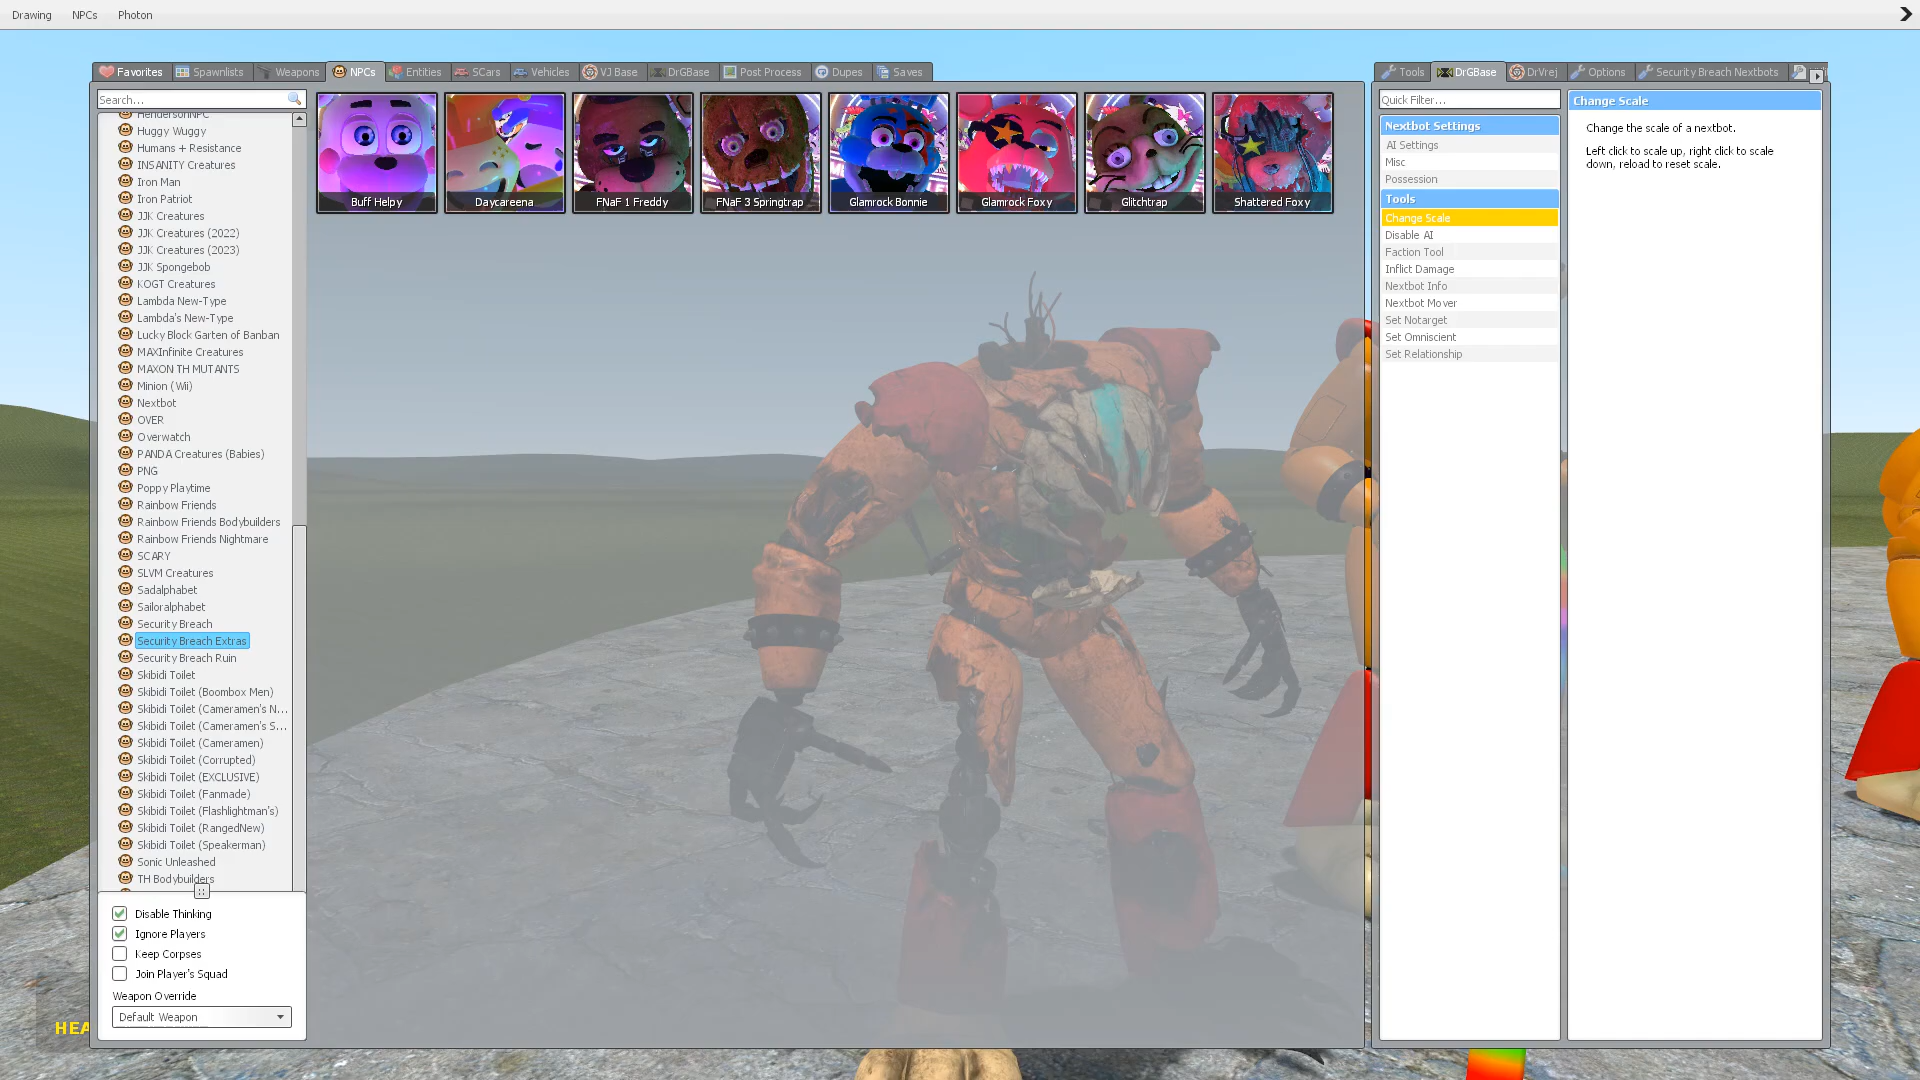 Drawing NPCs Photon
Favorites Spawnlists Weapons NPCs Entities SCars Vehicles VJ Base DrGBase Post Process Dupes Saves
Search...
HendersonNPC
Huggy Wuggy
Humans + Resistance
INSANITY Creatures
Iron Man
Iron Patriot
JJK Creatures
JJK Creatures (2022)
JJK Creatures (2023)
JJK Spongebob
KOGT Creatures
Lambda New-Type
Lambda's New-Type
Lucky Block Garten of Banban
MAXInfinite Creatures
MAXON TH MUTANTS
Minion (Wii)
Nextbot
OVER
Overwatch
PANDA Creatures (Babies)
PNG
Poppy Playtime
Rainbow Friends
Rainbow Friends Bodybuilders
Rainbow Friends Nightmare
SCARY
SLVM Creatures
Sadalphabet
Sailoralphabet
Security Breach
Security Breach Extras
Security Breach Ruin
Skibidi Toilet
Skibidi Toilet (Boombox Men)
Skibidi Toilet (Cameramen's N...
Skibidi Toilet (Cameramen's S...
Skibidi Toilet (Cameramen)
Skibidi Toilet (Corrupted)
Skibidi Toilet (EXCLUSIVE)
Skibidi Toilet (Fanmade)
Skibidi Toilet (Flashlightman's)
Skibidi Toilet (RangedNew)
Skibidi Toilet (Speakerman)
Sonic Unleashed
TH Bodybuilders
Disable Thinking
Ignore Players
Keep Corpses
Join Player's Squad
Weapon Override
Default Weapon
HEA
Buff Helpy
Daycareena
FNaF 1 Freddy
FNaF 3 Springtrap
Glamrock Bonnie
Glamrock Foxy
Glitchtrap
Shattered Foxy
Tools DrGBase DrVrej Options Security Breach Nextbots
Quick Filter...
Nextbot Settings
AI Settings
Misc
Possession
Tools
Change Scale
Disable AI
Faction Tool
Inflict Damage
Nextbot Info
Nextbot Mover
Set Notarget
Set Omniscient
Set Relationship
Change Scale
Change the scale of a nextbot.
Left click to scale up, right click to scale
down, reload to reset scale.